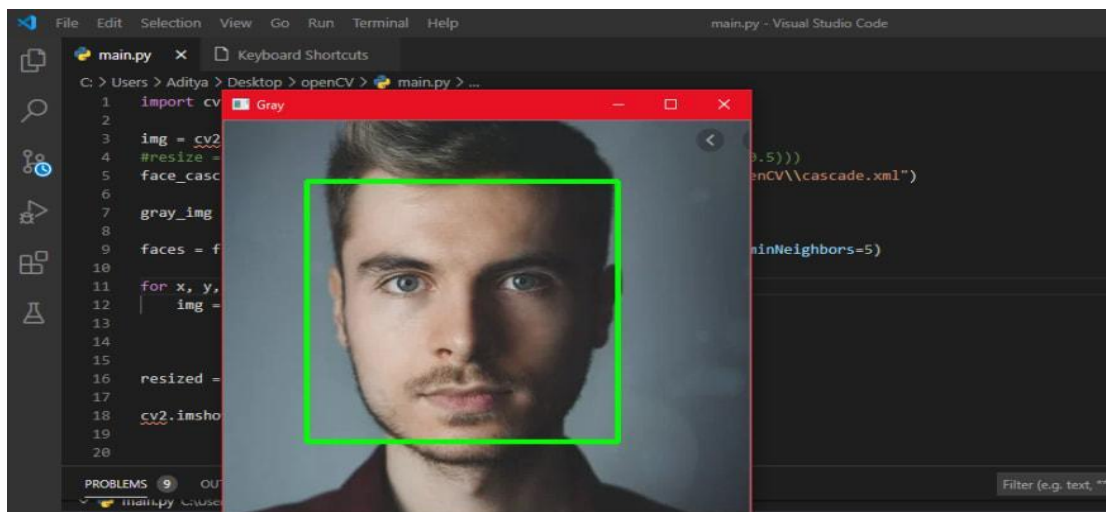 File Edit Selection View Go Run Terminal Help main.py - Visual Studio Code
main.py × Keyboard Shortcuts
C: > Users > Aditya > Desktop > openCV > main.py > ...
Gray
1 import cv
2
3 img = cv2
4 #resize = .5)))
5 face_casc enCV\\cascade.xml")
6
7 gray_img
8
9 faces = f minNeighbors=5)
10
11 for x, y,
12 img =
13
14
15
16 resized =
17
18 cv2.imsho
19
20
PROBLEMS 9 OU Filter (e.g. text, **
main.py C:\Use